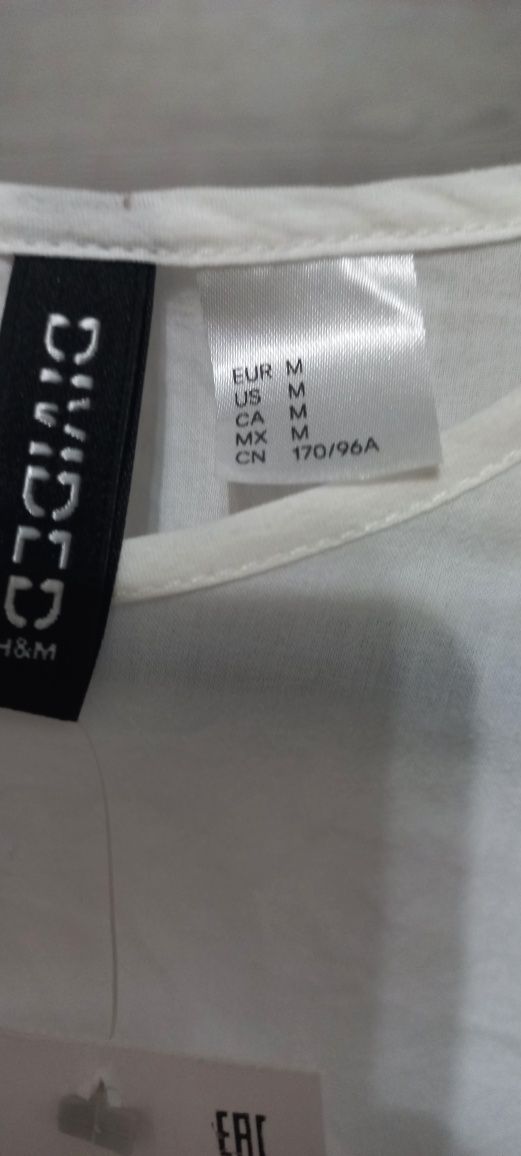 DIVIDED
H&M
EUR M
US M
CA M
MX M
CN 170/96A
EAC